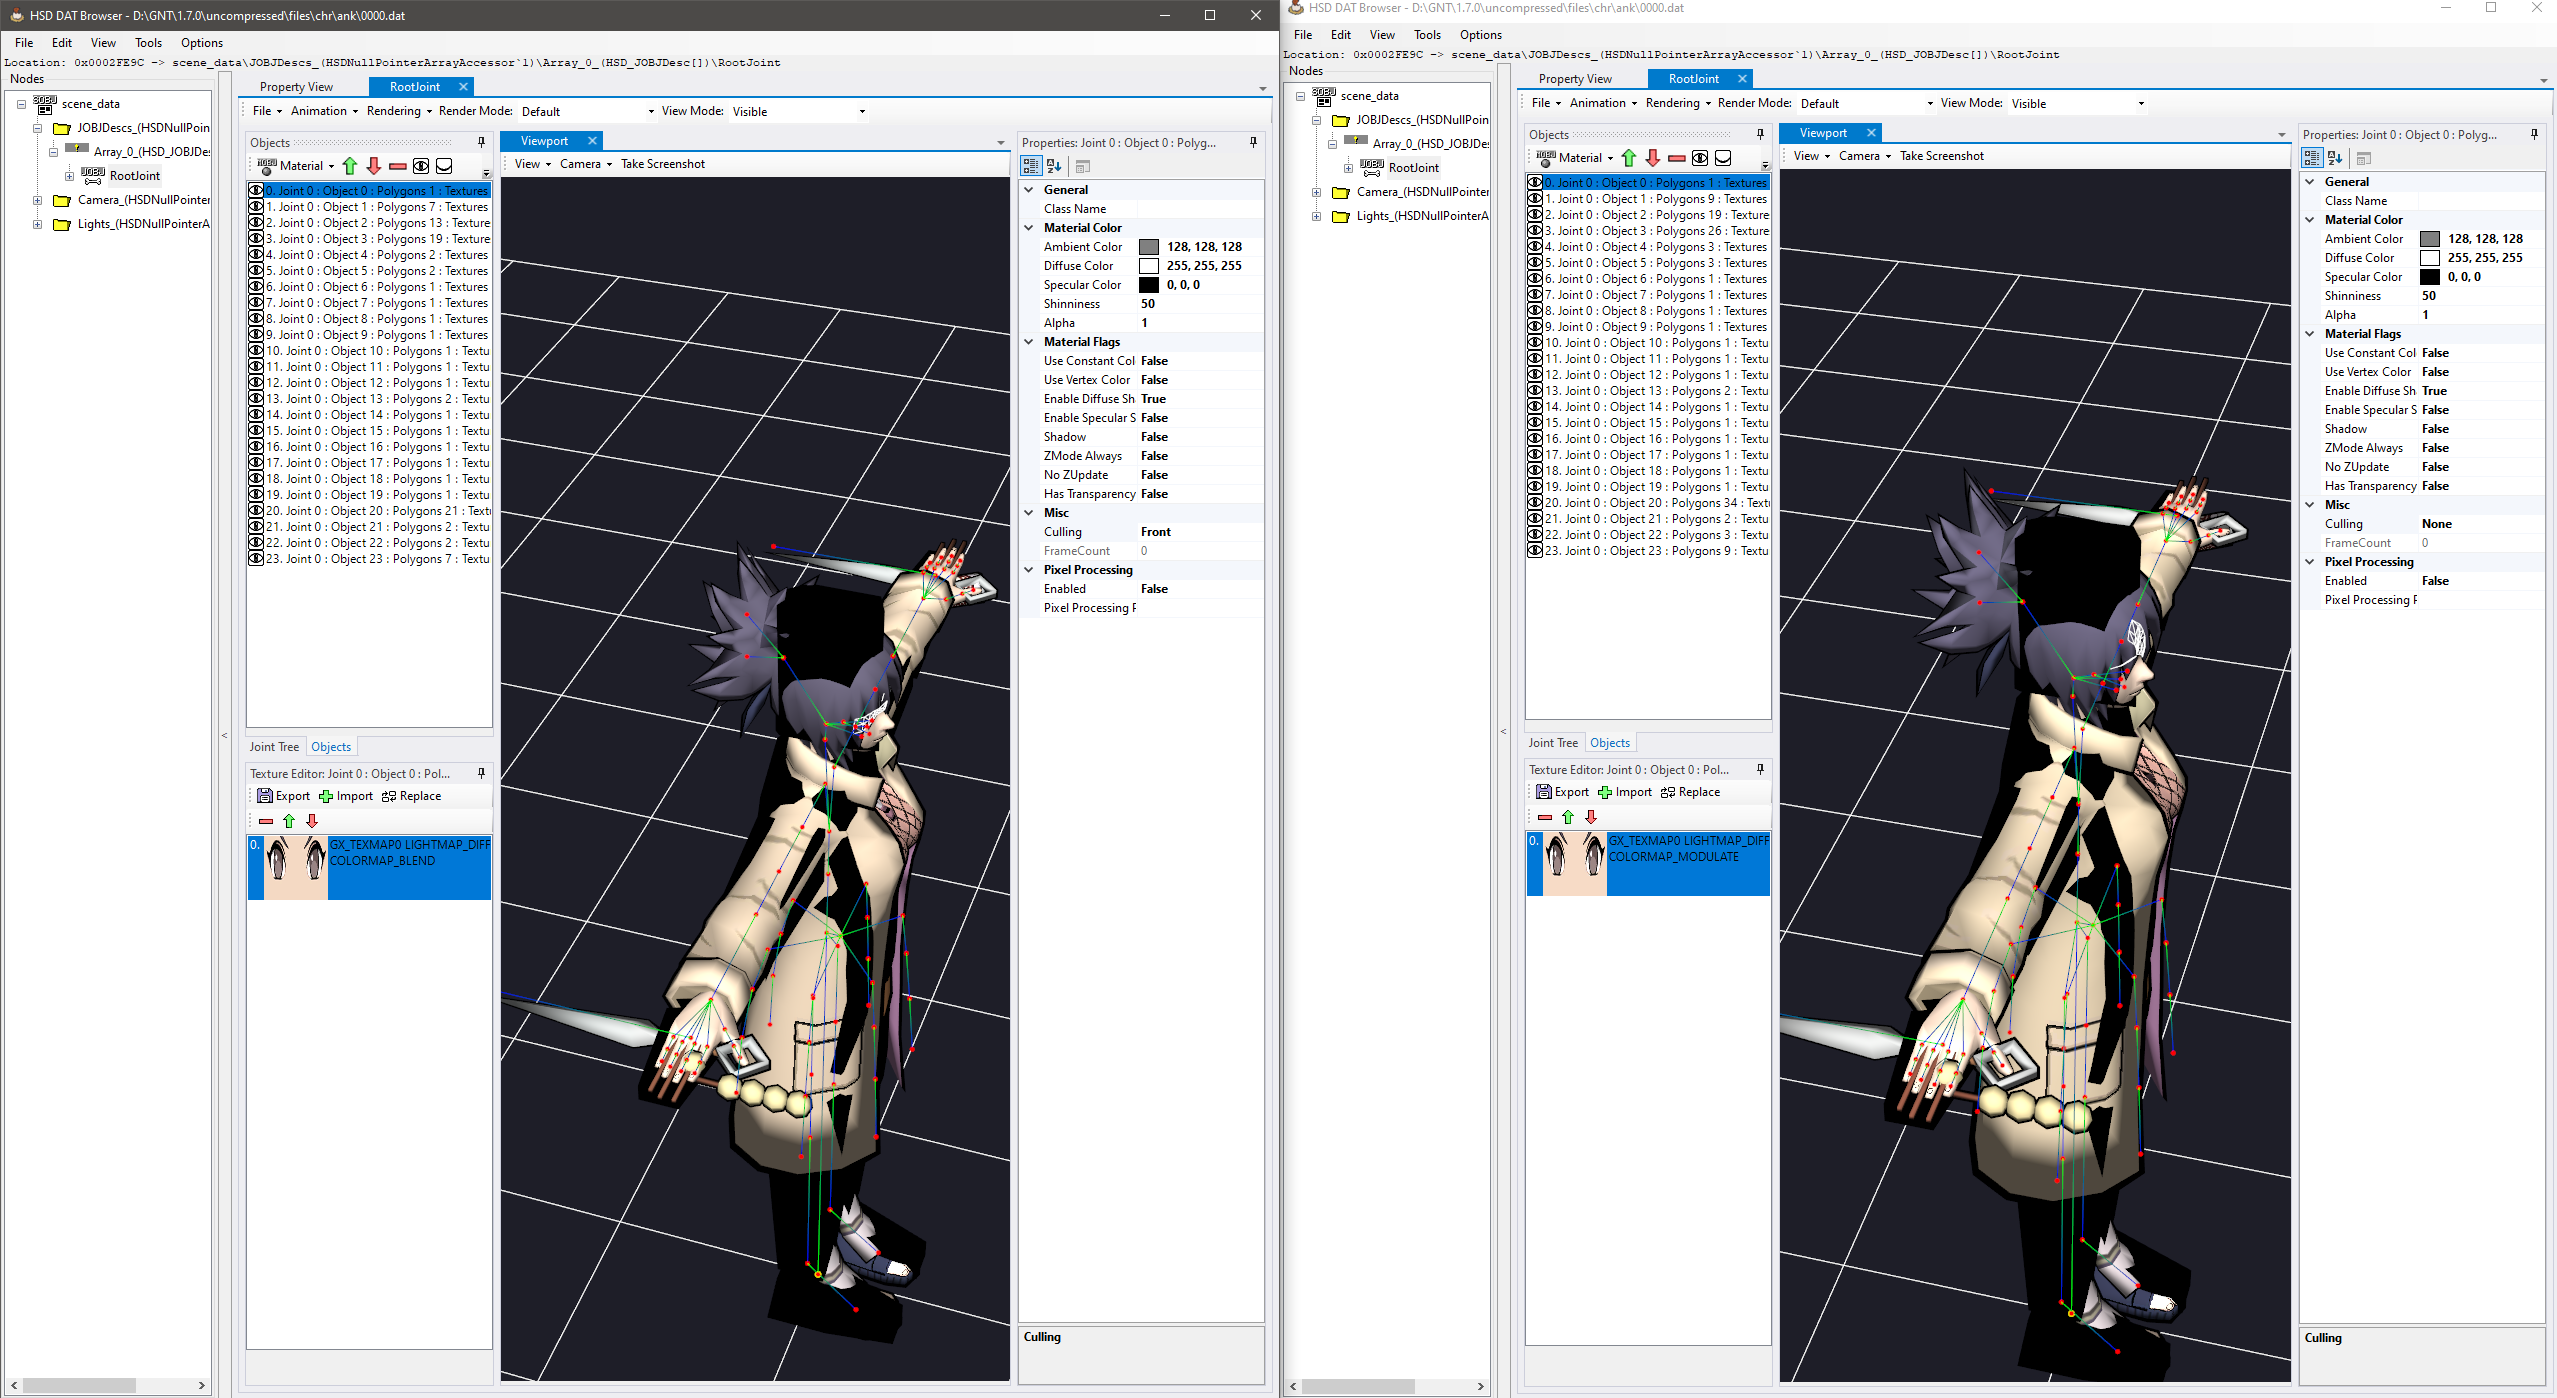 HSD DAT Browser - D:\GNT\1.7.0\uncompressed\files\chr\ank\0000.dat
File Edit View Tools Options
Location: 0x0002FE9C -> scene_data\JOBJDescs_(HSDNullPointerArrayAccessor`1)\Array_0_(HSD_JOBJDesc[])\RootJoint
Nodes
scene_data
JOBJDescs_(HSDNullPoin
Array_0_(HSD_JOBJDes
RootJoint
Camera_(HSDNullPointer
Lights_(HSDNullPointerA
Property View RootJoint
File Animation Rendering Render Mode: Default View Mode: Visible
Objects
Material
0. Joint 0 : Object 0 : Polygons 1 : Textures
1. Joint 0 : Object 1 : Polygons 7 : Textures
2. Joint 0 : Object 2 : Polygons 13 : Texture
3. Joint 0 : Object 3 : Polygons 19 : Texture
4. Joint 0 : Object 4 : Polygons 2 : Textures
5. Joint 0 : Object 5 : Polygons 2 : Textures
6. Joint 0 : Object 6 : Polygons 1 : Textures
7. Joint 0 : Object 7 : Polygons 1 : Textures
8. Joint 0 : Object 8 : Polygons 1 : Textures
9. Joint 0 : Object 9 : Polygons 1 : Textures
10. Joint 0 : Object 10 : Polygons 1 : Textu
11. Joint 0 : Object 11 : Polygons 1 : Textu
12. Joint 0 : Object 12 : Polygons 1 : Textu
13. Joint 0 : Object 13 : Polygons 2 : Textu
14. Joint 0 : Object 14 : Polygons 1 : Textu
15. Joint 0 : Object 15 : Polygons 1 : Textu
16. Joint 0 : Object 16 : Polygons 1 : Textu
17. Joint 0 : Object 17 : Polygons 1 : Textu
18. Joint 0 : Object 18 : Polygons 1 : Textu
19. Joint 0 : Object 19 : Polygons 1 : Textu
20. Joint 0 : Object 20 : Polygons 21 : Textu
21. Joint 0 : Object 21 : Polygons 2 : Textu
22. Joint 0 : Object 22 : Polygons 2 : Textu
23. Joint 0 : Object 23 : Polygons 7 : Textu
Joint Tree Objects
Texture Editor: Joint 0 : Object 0 : Pol...
Export Import Replace
0. GX_TEXMAP0 LIGHTMAP_DIFF
COLORMAP_BLEND
Viewport
View Camera Take Screenshot
Properties: Joint 0 : Object 0 : Polyg...
General
Class Name
Material Color
Ambient Color 128, 128, 128
Diffuse Color 255, 255, 255
Specular Color 0, 0, 0
Shinniness 50
Alpha 1
Material Flags
Use Constant Col False
Use Vertex Color False
Enable Diffuse Sh True
Enable Specular S False
Shadow False
ZMode Always False
No ZUpdate False
Has Transparency False
Misc
Culling Front
FrameCount 0
Pixel Processing
Enabled False
Pixel Processing P
Culling
HSD DAT Browser - D:\GNT\1.7.0\uncompressed\files\chr\ank\0000.dat
File Edit View Tools Options
Location: 0x0002FE9C -> scene_data\JOBJDescs_(HSDNullPointerArrayAccessor`1)\Array_0_(HSD_JOBJDesc[])\RootJoint
Nodes
scene_data
JOBJDescs_(HSDNullPoin
Array_0_(HSD_JOBJDes
RootJoint
Camera_(HSDNullPointer
Lights_(HSDNullPointerA
Property View RootJoint
File Animation Rendering Render Mode: Default View Mode: Visible
Objects
Material
0. Joint 0 : Object 0 : Polygons 1 : Textures
1. Joint 0 : Object 1 : Polygons 9 : Textures
2. Joint 0 : Object 2 : Polygons 19 : Texture
3. Joint 0 : Object 3 : Polygons 26 : Texture
4. Joint 0 : Object 4 : Polygons 3 : Textures
5. Joint 0 : Object 5 : Polygons 3 : Textures
6. Joint 0 : Object 6 : Polygons 1 : Textures
7. Joint 0 : Object 7 : Polygons 1 : Textures
8. Joint 0 : Object 8 : Polygons 1 : Textures
9. Joint 0 : Object 9 : Polygons 1 : Textures
10. Joint 0 : Object 10 : Polygons 1 : Textu
11. Joint 0 : Object 11 : Polygons 1 : Textu
12. Joint 0 : Object 12 : Polygons 1 : Textu
13. Joint 0 : Object 13 : Polygons 2 : Textu
14. Joint 0 : Object 14 : Polygons 1 : Textu
15. Joint 0 : Object 15 : Polygons 1 : Textu
16. Joint 0 : Object 16 : Polygons 1 : Textu
17. Joint 0 : Object 17 : Polygons 1 : Textu
18. Joint 0 : Object 18 : Polygons 1 : Textu
19. Joint 0 : Object 19 : Polygons 1 : Textu
20. Joint 0 : Object 20 : Polygons 34 : Textu
21. Joint 0 : Object 21 : Polygons 2 : Textu
22. Joint 0 : Object 22 : Polygons 3 : Textu
23. Joint 0 : Object 23 : Polygons 9 : Textu
Joint Tree Objects
Texture Editor: Joint 0 : Object 0 : Pol...
Export Import Replace
0. GX_TEXMAP0 LIGHTMAP_DIFF
COLORMAP_MODULATE
Viewport
View Camera Take Screenshot
Properties: Joint 0 : Object 0 : Polyg...
General
Class Name
Material Color
Ambient Color 128, 128, 128
Diffuse Color 255, 255, 255
Specular Color 0, 0, 0
Shinniness 50
Alpha 1
Material Flags
Use Constant Col False
Use Vertex Color False
Enable Diffuse Sh True
Enable Specular S False
Shadow False
ZMode Always False
No ZUpdate False
Has Transparency False
Misc
Culling None
FrameCount 0
Pixel Processing
Enabled False
Pixel Processing F
Culling